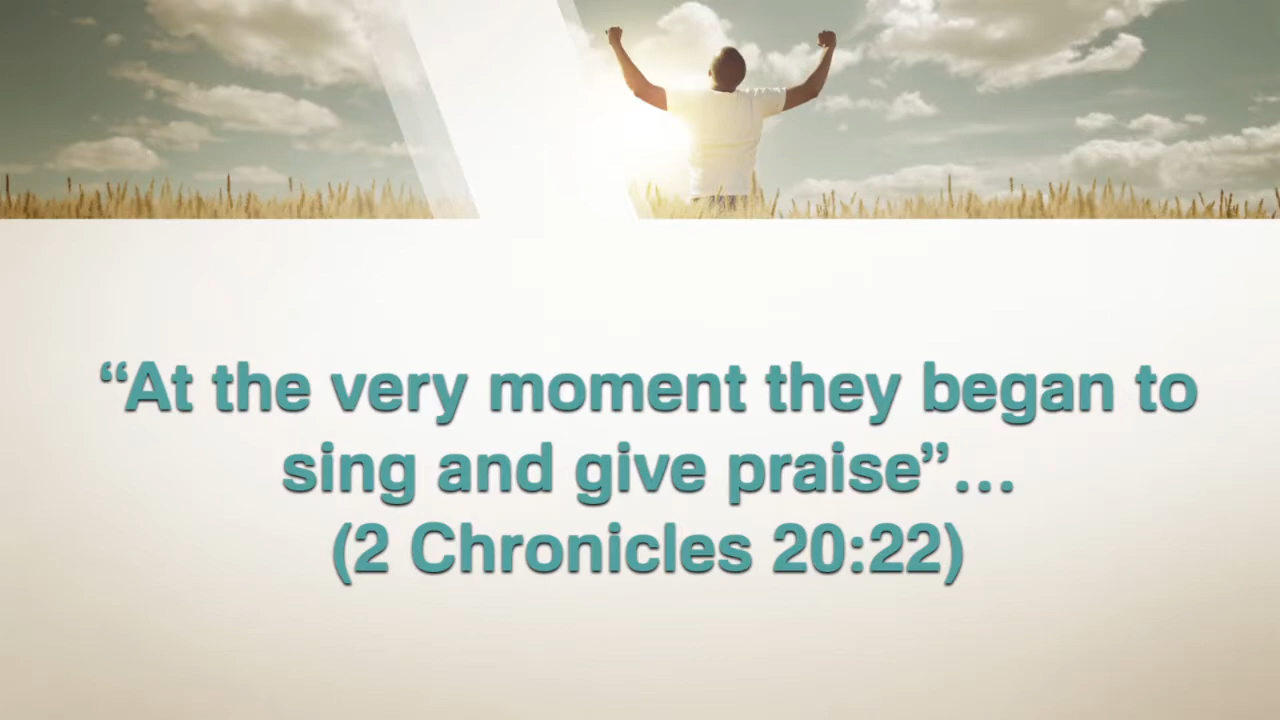 “At the very moment they began to
sing and give praise”…
(2 Chronicles 20:22)